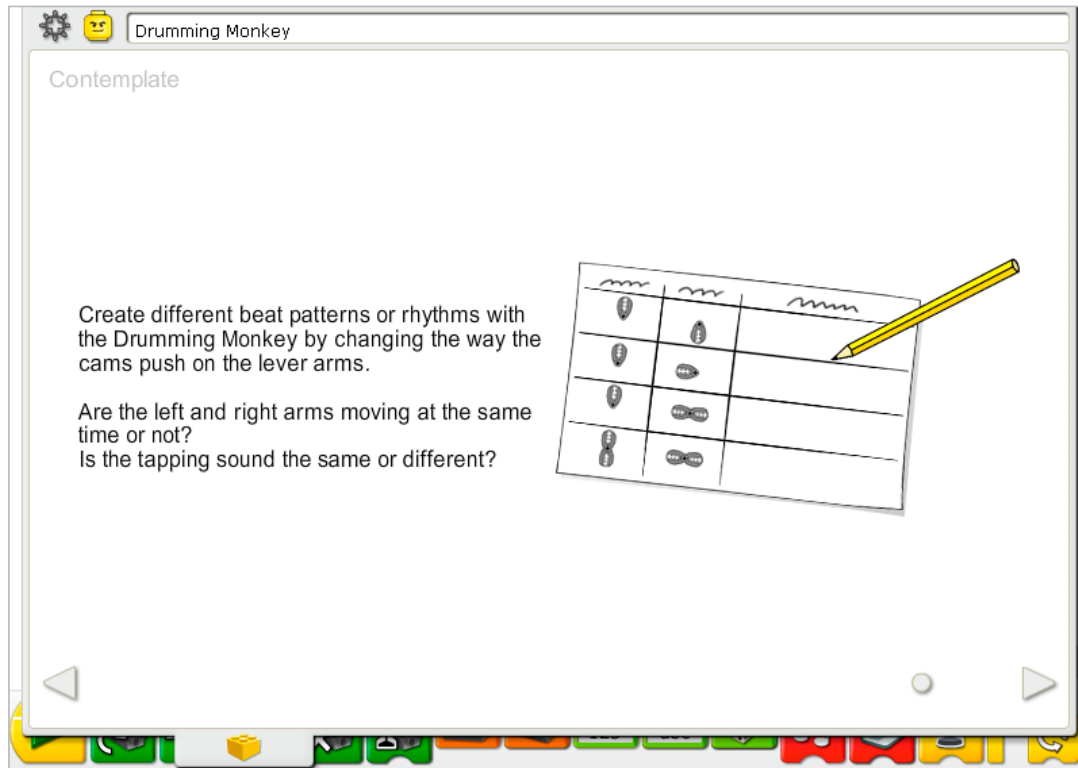 Drumming Monkey
Contemplate
Create different beat patterns or rhythms with
the Drumming Monkey by changing the way the
cams push on the lever arms.
Are the left and right arms moving at the same
time or not?
Is the tapping sound the same or different?